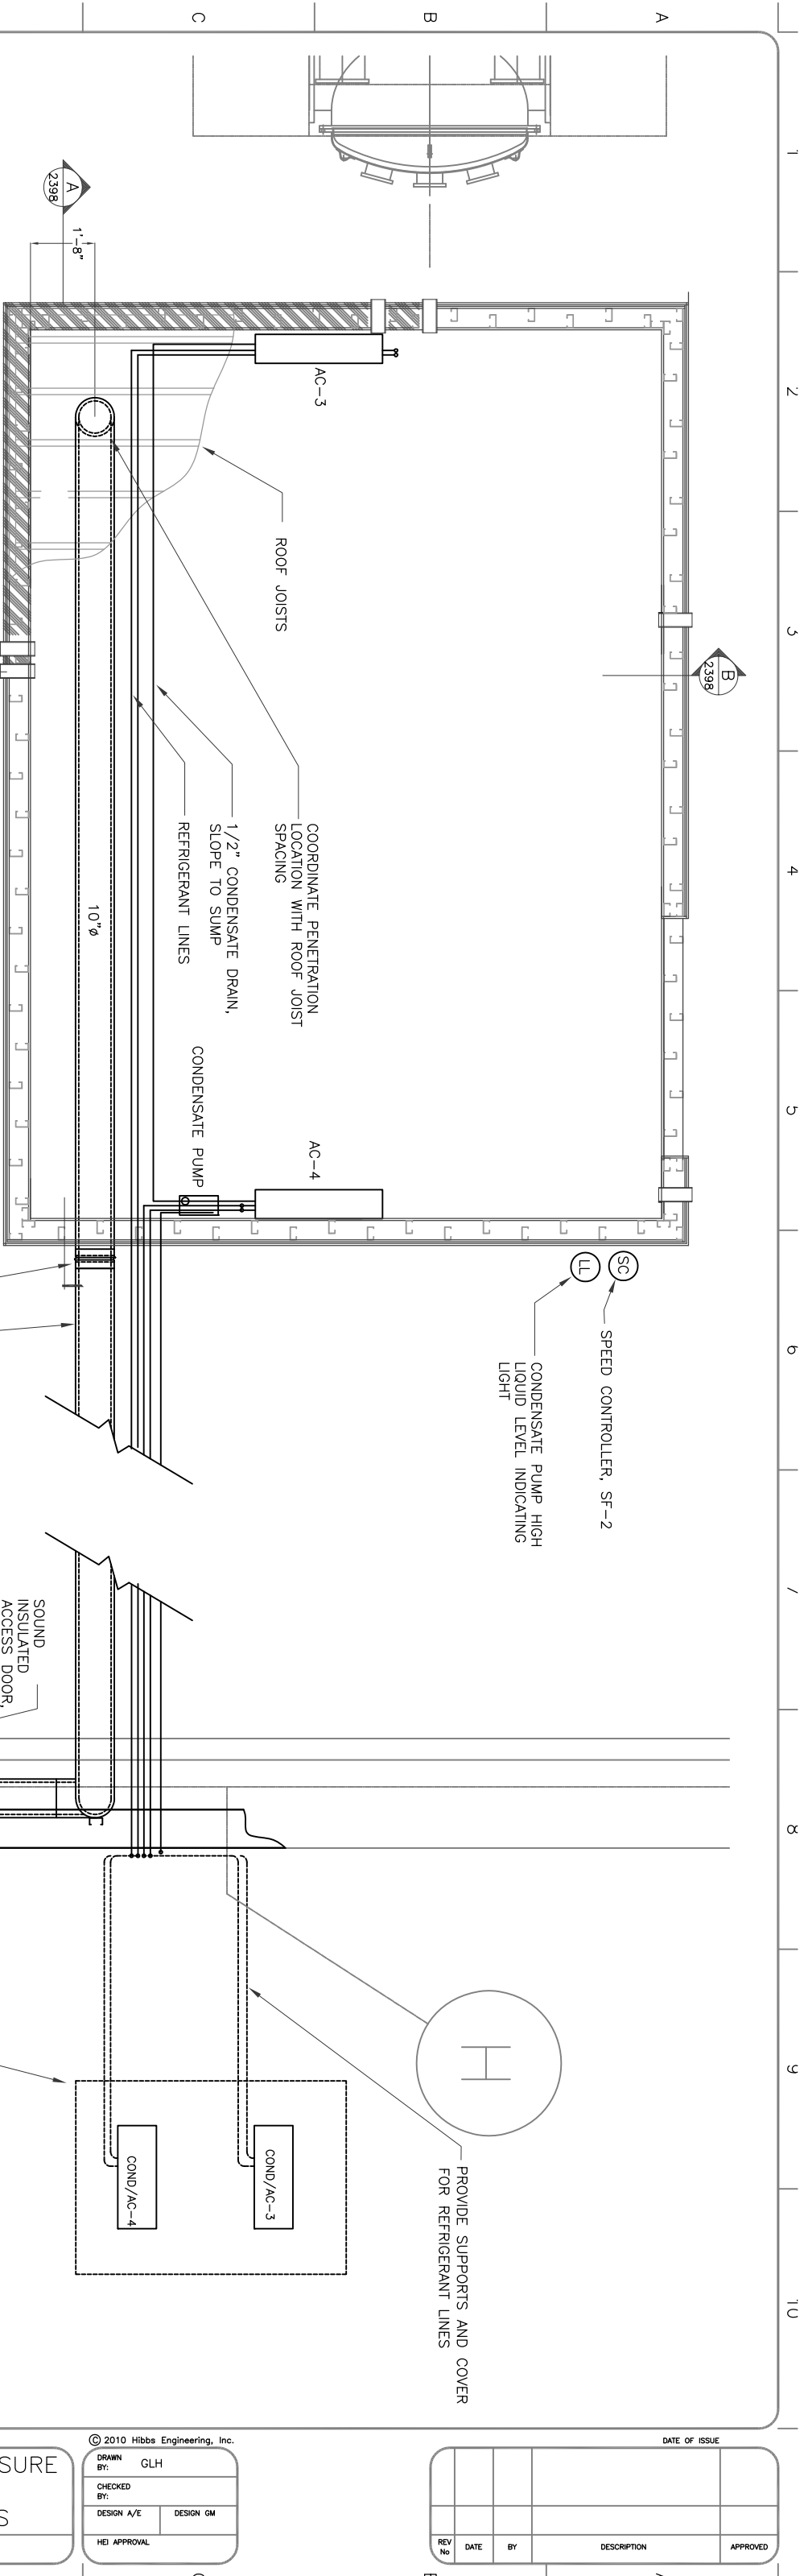 C
B
A
1
2
3
4
5
6
7
8
9
10
A
2398
1'-8"
AC-3
ROOF JOISTS
B
2398
COORDINATE PENETRATION
LOCATION WITH ROOF JOIST
SPACING
1/2" CONDENSATE DRAIN,
SLOPE TO SUMP
REFRIGERANT LINES
10"ø
CONDENSATE PUMP
AC-4
SC
LL
SPEED CONTROLLER, SF-2
CONDENSATE PUMP HIGH
LIQUID LEVEL INDICATING
LIGHT
SOUND
INSULATED
ACCESS DOOR,
H
COND/AC-3
COND/AC-4
PROVIDE SUPPORTS AND COVER
FOR REFRIGERANT LINES
© 2010 Hibbs Engineering, Inc.
DATE OF ISSUE
SURE
S
DRAWN
BY:
GLH
CHECKED
BY:
DESIGN A/E
DESIGN GM
HEI APPROVAL
REV
No
DATE
BY
DESCRIPTION
APPROVED